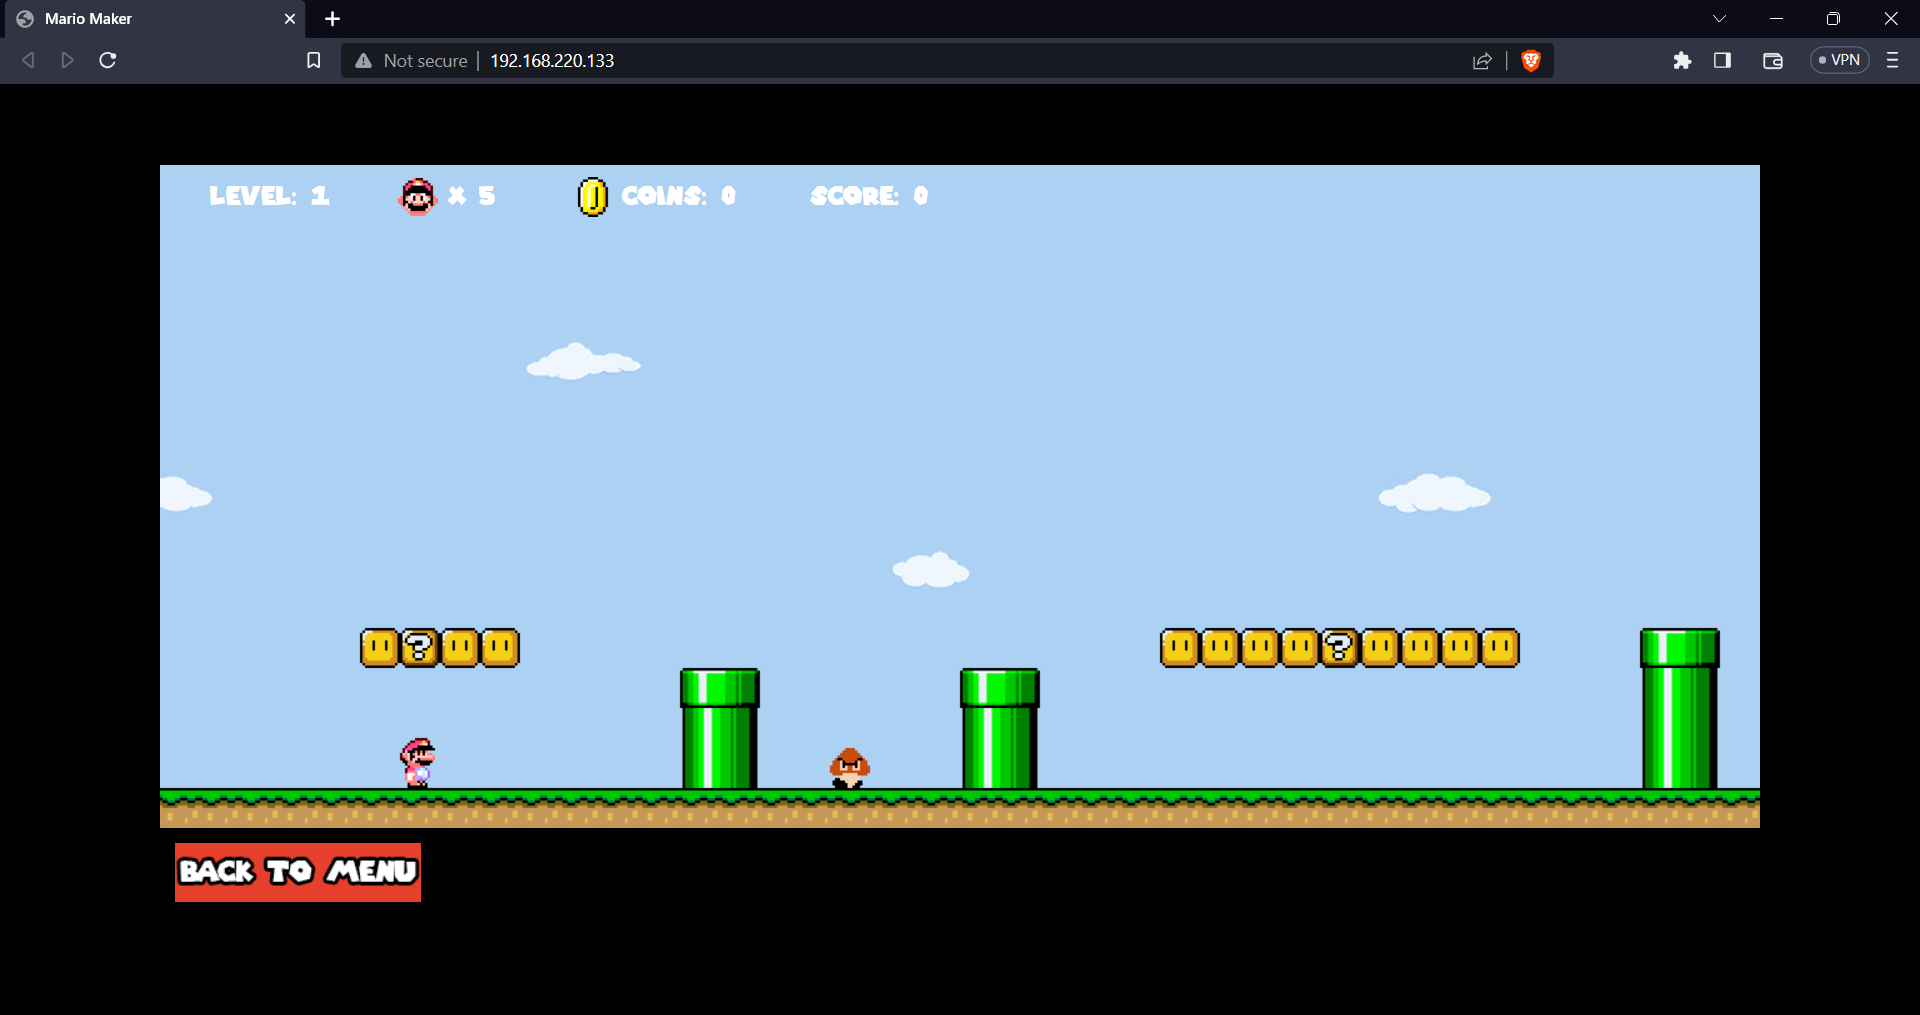 Mario Maker
Not secure 192.168.220.133
VPN
LEVEL: 1 X 5 COINS: 0 SCORE: 0
?
?
BACK TO MENU